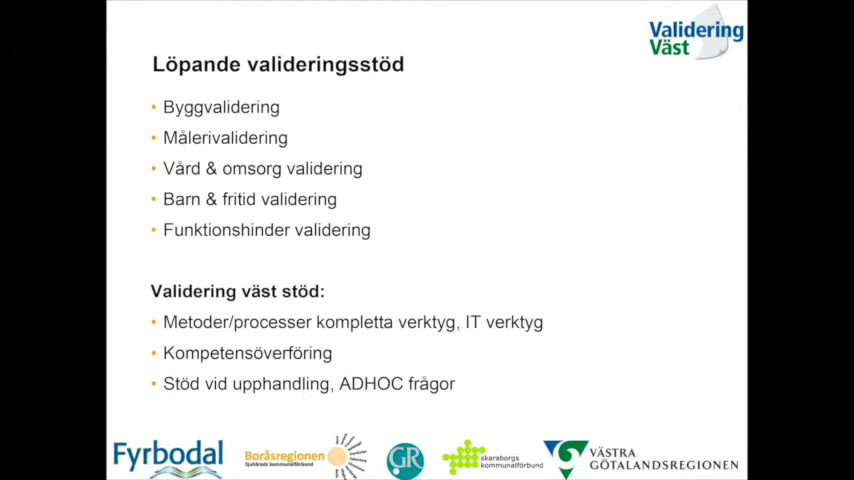 Validering
Väst
Löpande valideringsstöd
• Byggvalidering
• Målerivalidering
• Vård & omsorg validering
• Barn & fritid validering
• Funktionshinder validering
Validering väst stöd:
• Metoder/processer kompletta verktyg, IT verktyg
• Kompetensöverföring
• Stöd vid upphandling, ADHOC frågor
Fyrbodal
Boråsregionen
Sjuhärads kommunalförbund
GR
skaraborgs
kommunalförbund
VÄSTRA
GÖTALANDSREGIONEN